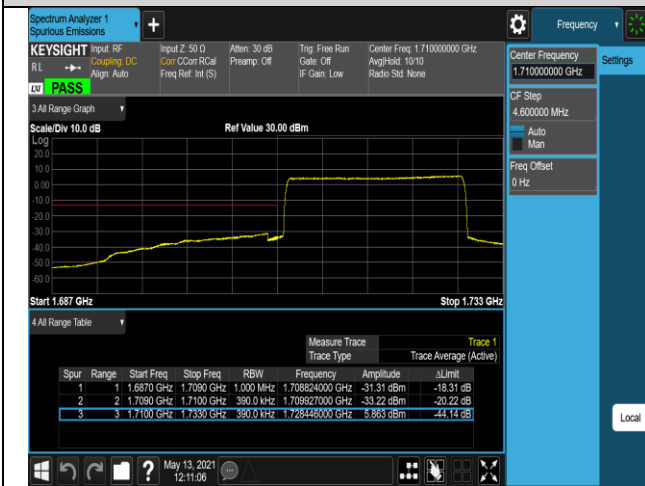 Spectrum Analyzer 1
Spurious Emissions
+
Frequency
KEYSIGHT Input: RF Input Z: 50 Ω Atten: 30 dB Trig: Free Run Center Freq: 1.710000000 GHz
RL Coupling: DC Corr CCorr RCal Preamp: Off Gate: Off Avg|Hold: 10/10
Align: Auto Freq Ref: Int (S) IF Gain: Low Radio Std: None
LXI PASS
Center Frequency
1.710000000 GHz
Settings
CF Step
4.600000 MHz
Auto
Man
Freq Offset
0 Hz
3 All Range Graph
Scale/Div 10.0 dB Ref Value 30.00 dBm
Log
20.0
10.0
0.00
-10.0
-20.0
-30.0
-40.0
-50.0
-60.0
Start 1.687 GHz Stop 1.733 GHz
4 All Range Table
Measure Trace Trace 1
Trace Type Trace Average (Active)
Spur Range Start Freq Stop Freq RBW Frequency Amplitude ΔLimit
1 1 1.6870 GHz 1.7090 GHz 1.000 MHz 1.708824000 GHz -31.31 dBm -18.31 dB
2 2 1.7090 GHz 1.7100 GHz 390.0 kHz 1.709927000 GHz -33.22 dBm -20.22 dB
3 3 1.7100 GHz 1.7330 GHz 390.0 kHz 1.728446000 GHz 5.863 dBm -44.14 dB
Local
? May 13, 2021
12:11:06